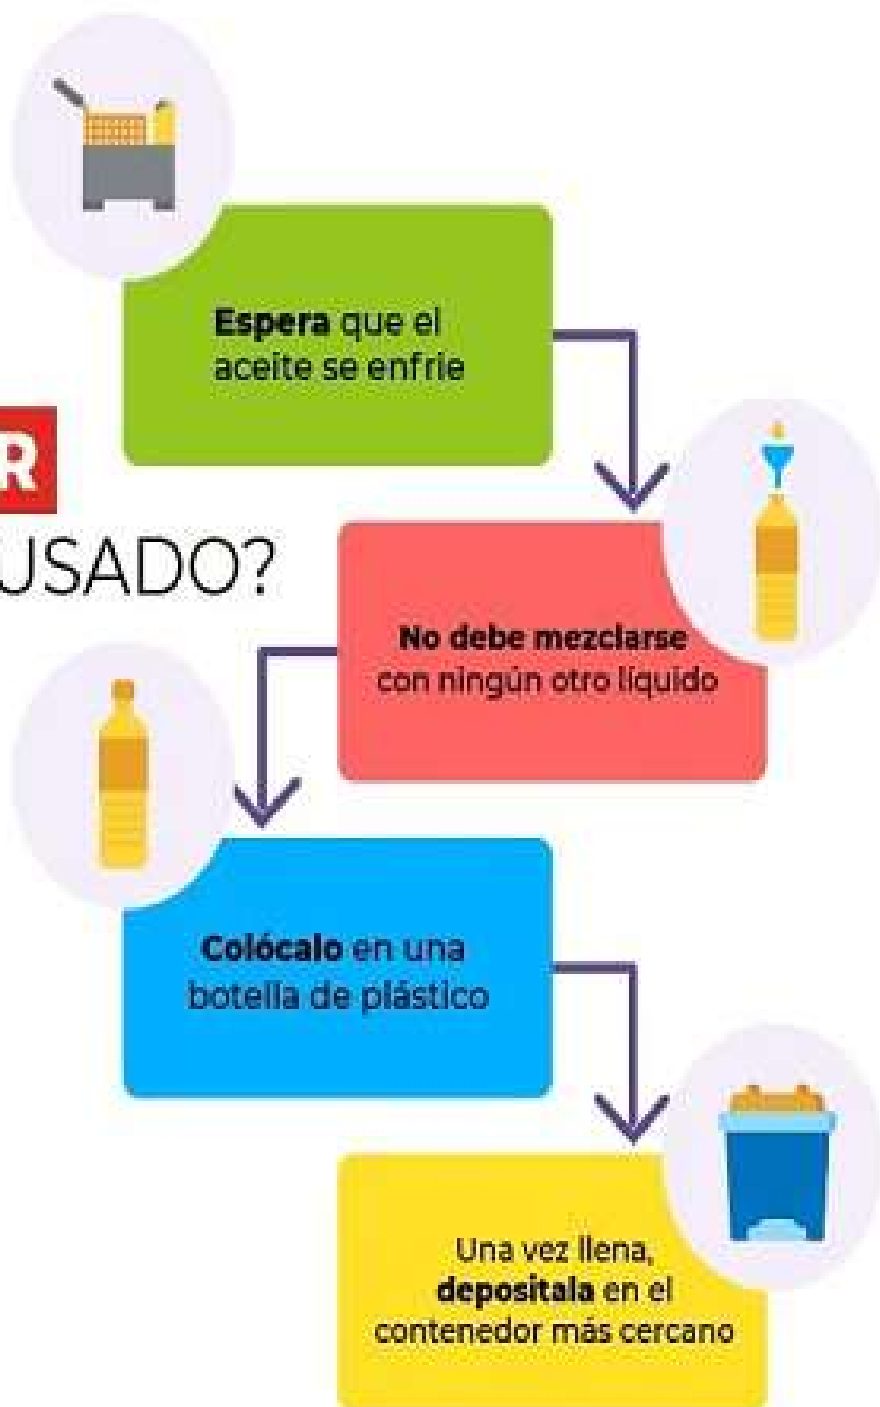 Espera que el
aceite se enfrie
R
USADO?
No debe mezclarse
con ningún otro líquido
Colócalo en una
botella de plástico
Una vez llena,
depositala en el
contenedor más cercano